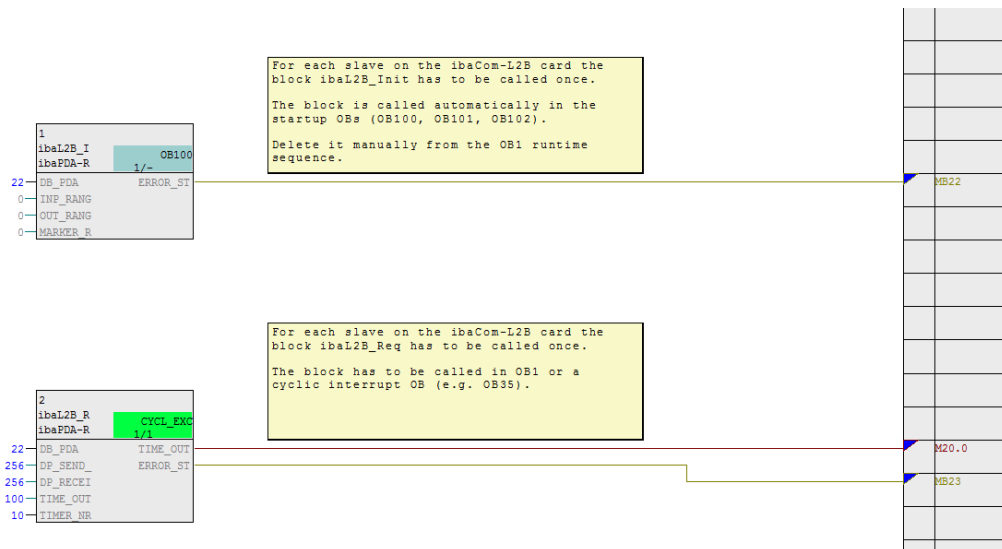 For each slave on the ibaCom-L2B card the
block ibaL2B_Init has to be called once.
The block is called automatically in the
startup OBs (OB100, OB101, OB102).
Delete it manually from the OB1 runtime
sequence.
1
ibaL2B_I OB100
ibaPDA-R 1/-
22 DB_PDA ERROR_ST MB22
0 INP_RANG
0 OUT_RANG
0 MARKER_R
For each slave on the ibaCom-L2B card the
block ibaL2B_Req has to be called once.
The block has to be called in OB1 or a
cyclic interrupt OB (e.g. OB35).
2
ibaL2B_R CYCL_EXC
ibaPDA-R 1/1
22 DB_PDA TIME_OUT M20.0
256 DP_SEND_ ERROR_ST
256 DP_RECEI MB23
100 TIME_OUT
10 TIMER_NR